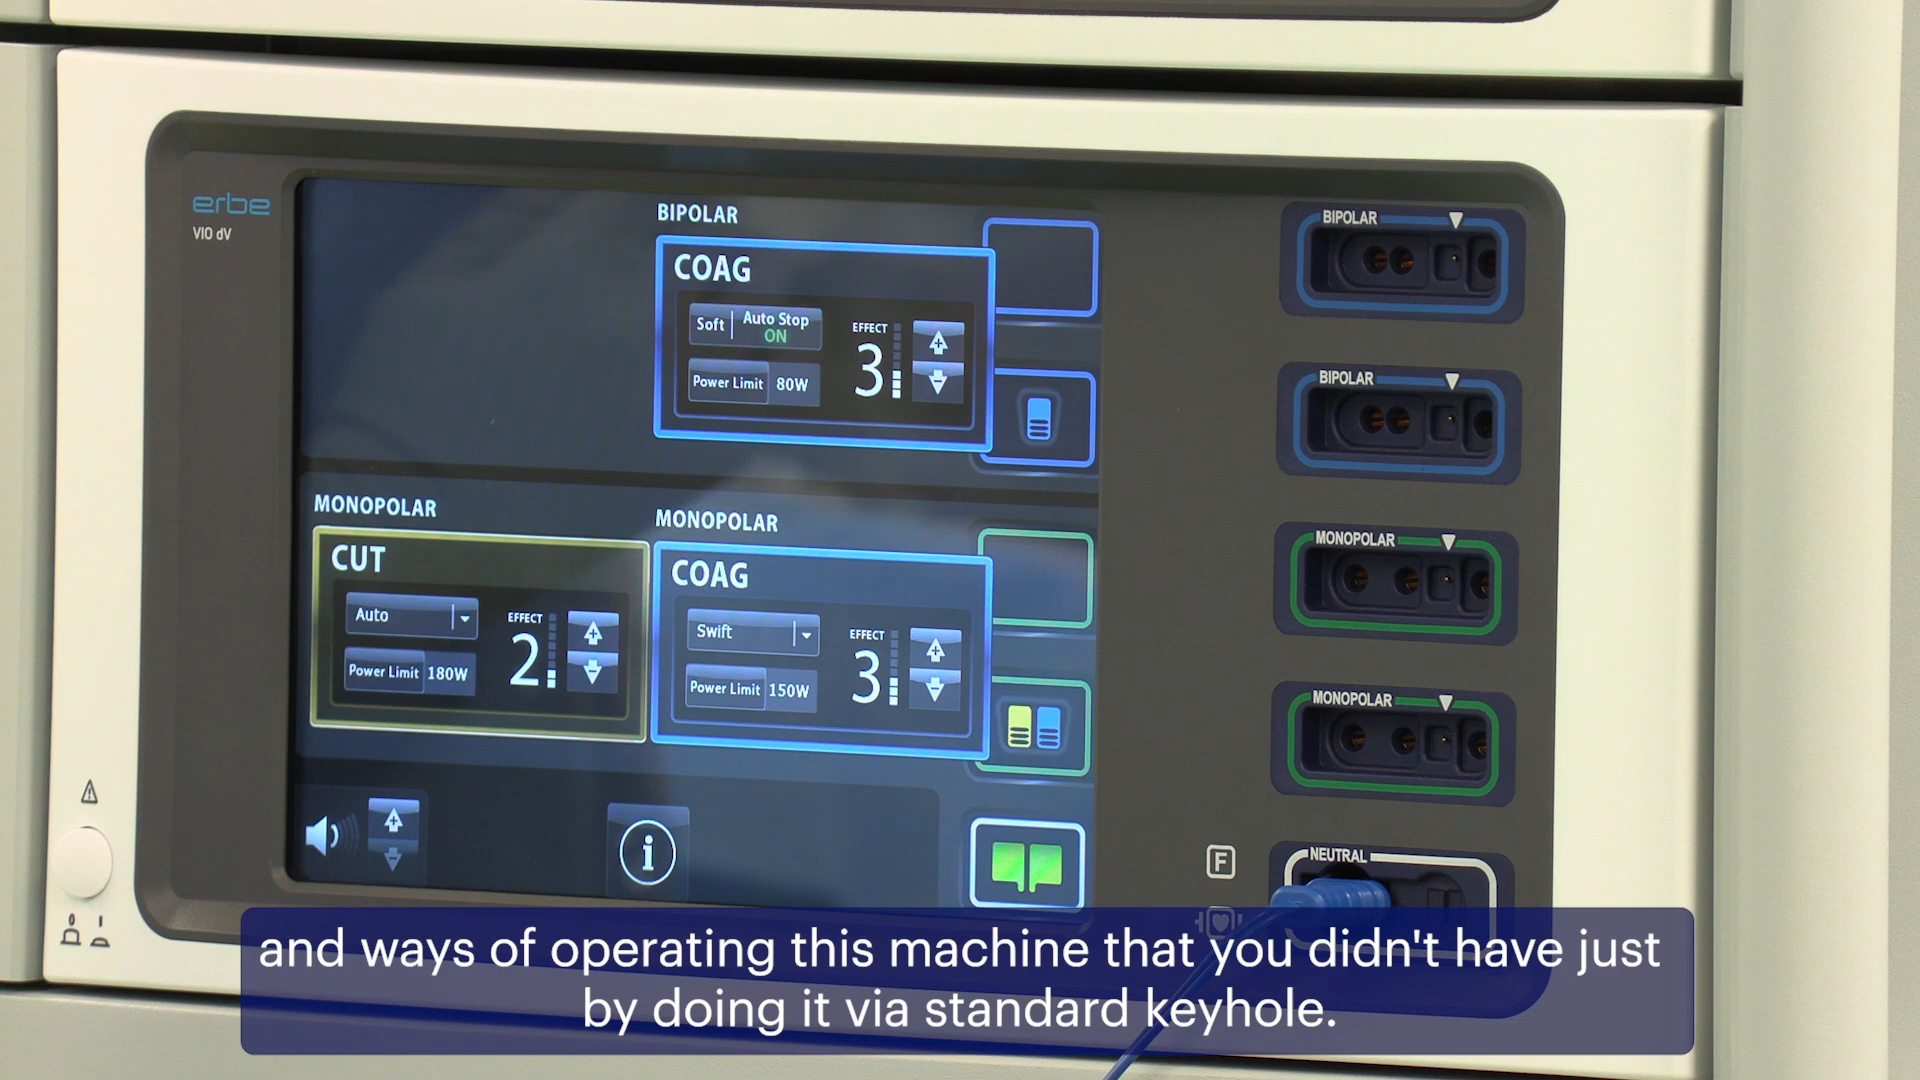 erbe
VIO dV
BIPOLAR
COAG
Soft
Auto Stop
ON
Power Limit 80W
EFFECT
3
MONOPOLAR
CUT
Auto
Power Limit 180W
EFFECT
2
MONOPOLAR
COAG
Swift
Power Limit 150W
EFFECT
3
i
BIPOLAR
BIPOLAR
MONOPOLAR
MONOPOLAR
F
NEUTRAL
and ways of operating this machine that you didn't have just
by doing it via standard keyhole.